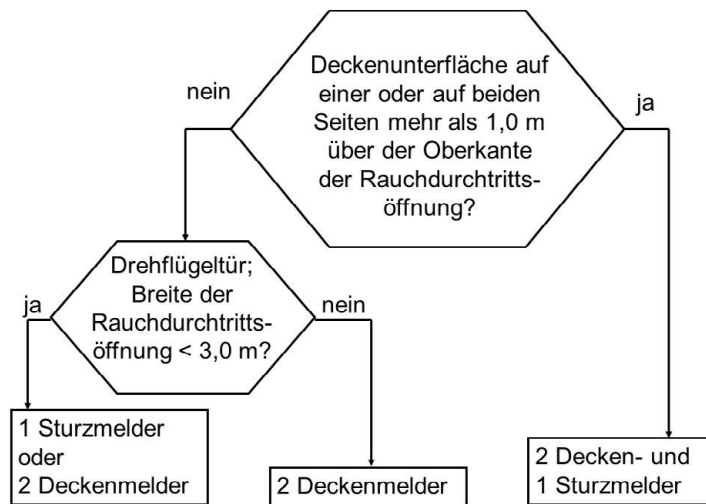 Deckenunterfläche auf
einer oder auf beiden
Seiten mehr als 1,0 m
über der Oberkante
der Rauchdurchtritts-
öffnung?
nein
ja
Drehflügeltür;
Breite der
Rauchdurchtritts-
öffnung < 3,0 m?
ja
nein
1 Sturzmelder
oder
2 Deckenmelder
2 Deckenmelder
2 Decken- und
1 Sturzmelder